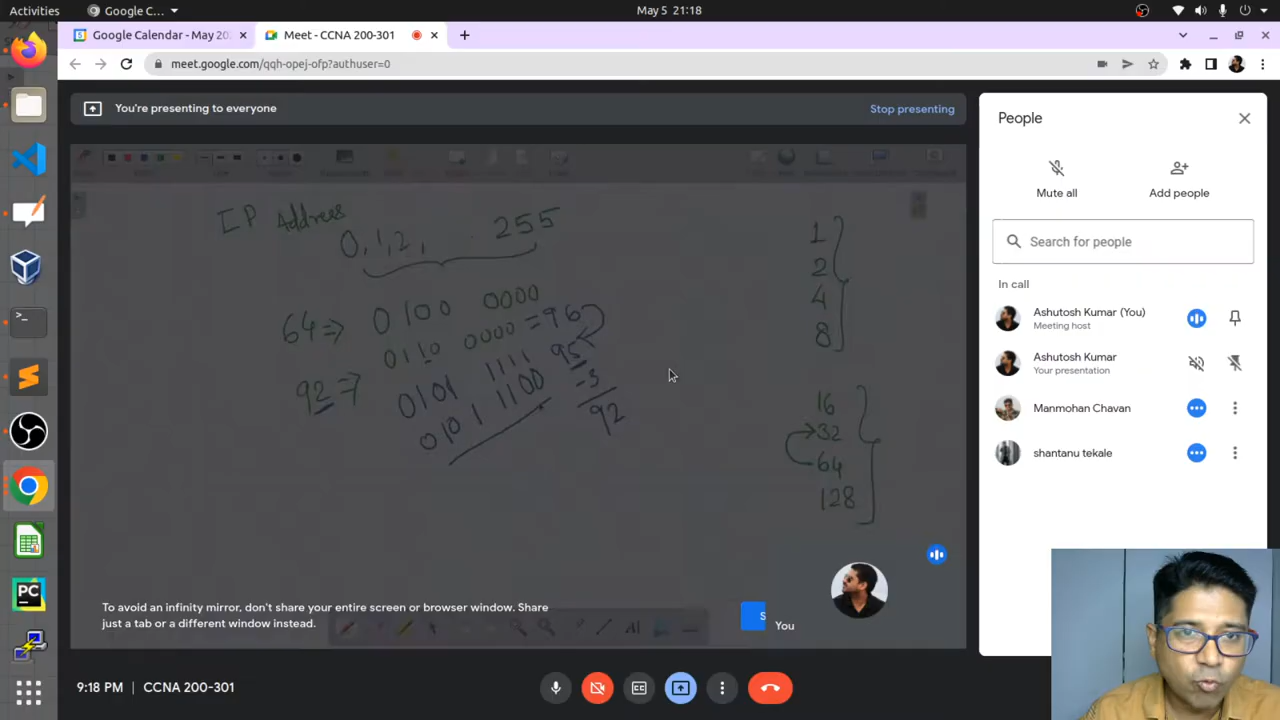 Activities
Google C...
May 5 21:18
Google Calendar - May 202
Meet - CCNA 200-301
meet.google.com/qqh-opej-ofp?authuser=0
You're presenting to everyone
Stop presenting
IP Address
0, 1, 2, 255
64 => 0100 0000
0110 0000 = 96
92 => 0101 1111 95
0101 1100 -3
92
1
2
4
8
16
32
64
128
To avoid an infinity mirror, don't share your entire screen or browser window. Share
just a tab or a different window instead.
S
You
People
Mute all
Add people
Search for people
In call
Ashutosh Kumar (You)
Meeting host
Ashutosh Kumar
Your presentation
Manmohan Chavan
shantanu tekale
9:18 PM | CCNA 200-301